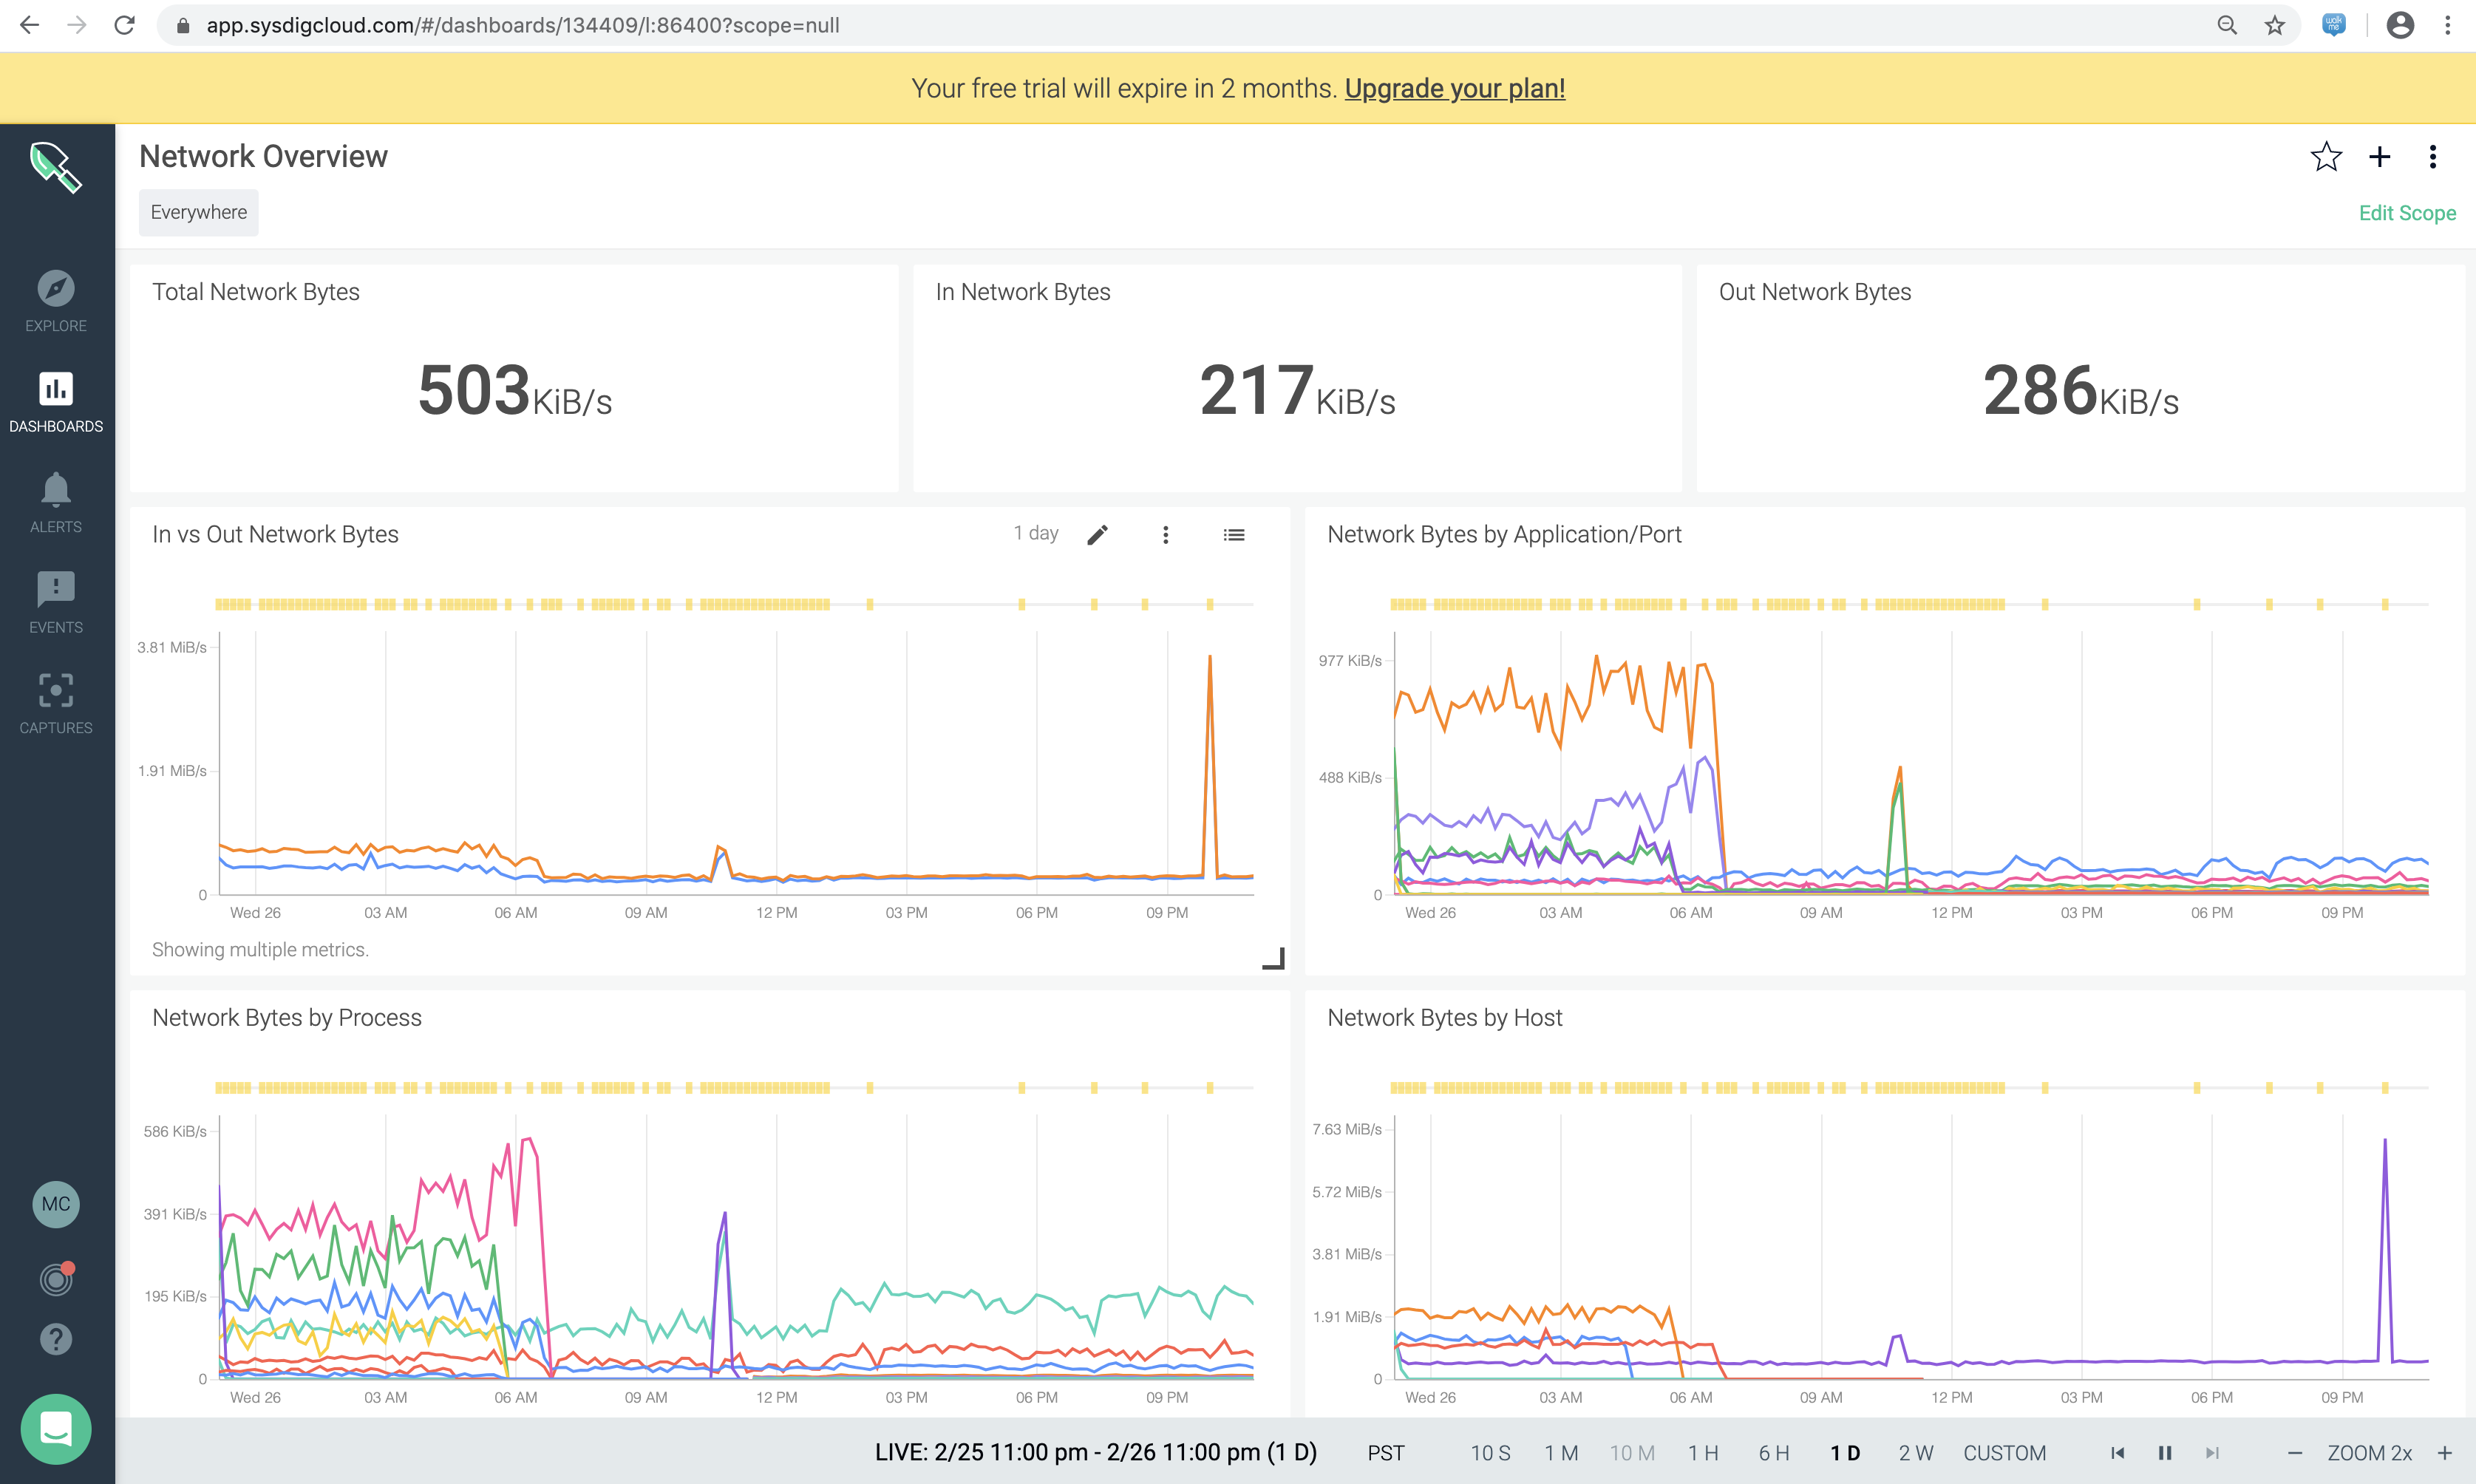 app.sysdigcloud.com/#/dashboards/134409/l:86400?scope=null
walk me
Your free trial will expire in 2 months. Upgrade your plan!
Network Overview
Everywhere
Edit Scope
EXPLORE
DASHBOARDS
ALERTS
EVENTS
CAPTURES
MC
?
Total Network Bytes
503KiB/s
In Network Bytes
217KiB/s
Out Network Bytes
286KiB/s
In vs Out Network Bytes
1 day
3.81 MiB/s
1.91 MiB/s
0
Wed 26 03 AM 06 AM 09 AM 12 PM 03 PM 06 PM 09 PM
Showing multiple metrics.
Network Bytes by Application/Port
977 KiB/s
488 KiB/s
0
Wed 26 03 AM 06 AM 09 AM 12 PM 03 PM 06 PM 09 PM
Network Bytes by Process
586 KiB/s
391 KiB/s
195 KiB/s
0
Wed 26 03 AM 06 AM 09 AM 12 PM 03 PM 06 PM 09 PM
Network Bytes by Host
7.63 MiB/s
5.72 MiB/s
3.81 MiB/s
1.91 MiB/s
0
Wed 26 03 AM 06 AM 09 AM 12 PM 03 PM 06 PM 09 PM
LIVE: 2/25 11:00 pm - 2/26 11:00 pm (1 D) PST 10 S 1 M 10 M 1 H 6 H 1 D 2 W CUSTOM ZOOM 2x